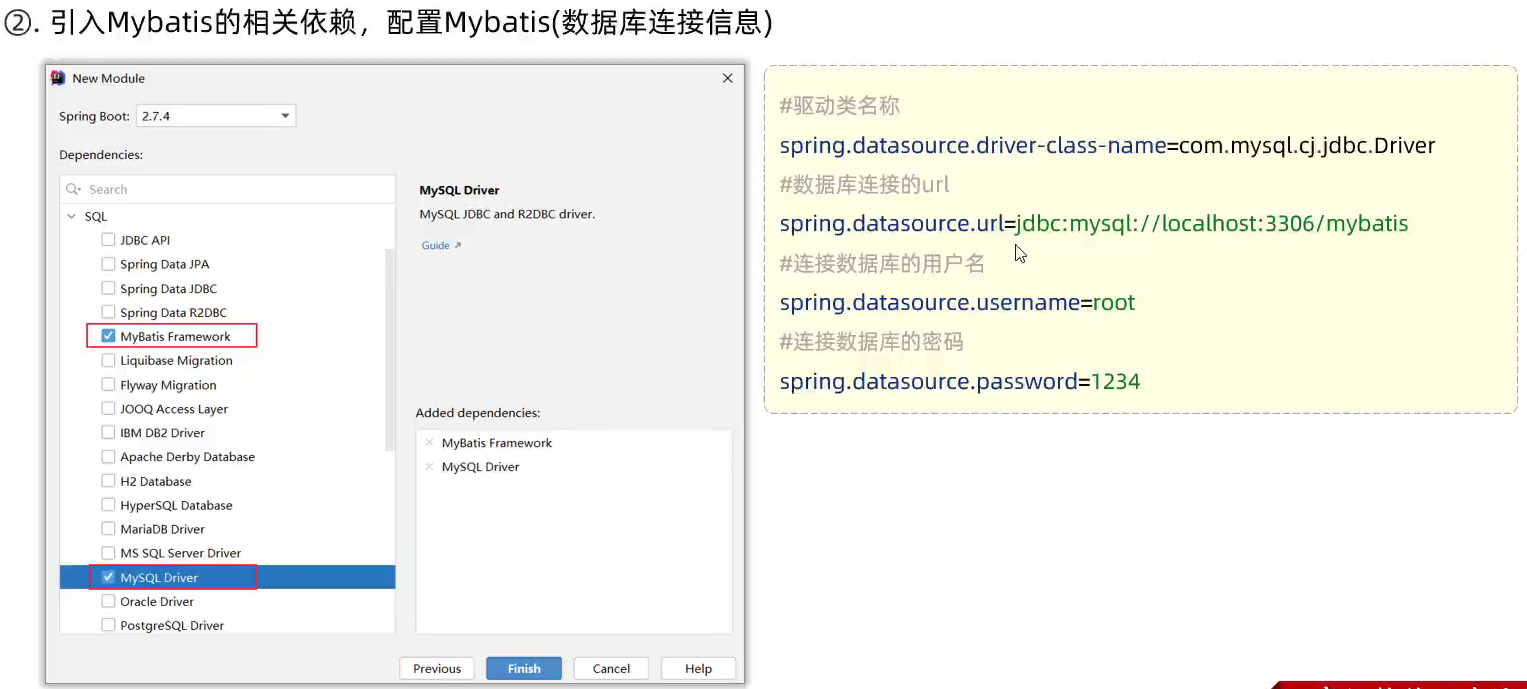 ②. 引入Mybatis的相关依赖，配置Mybatis(数据库连接信息)
New Module
Spring Boot: 2.7.4
Dependencies:
Search
SQL
JDBC API
Spring Data JPA
Spring Data JDBC
Spring Data R2DBC
MyBatis Framework
Liquibase Migration
Flyway Migration
JOOQ Access Layer
IBM DB2 Driver
Apache Derby Database
H2 Database
HyperSQL Database
MariaDB Driver
MS SQL Server Driver
MySQL Driver
Oracle Driver
PostgreSQL Driver
MySQL Driver
MySQL JDBC and R2DBC driver.
Guide
Added dependencies:
MyBatis Framework
MySQL Driver
Previous
Finish
Cancel
Help
#驱动类名称
spring.datasource.driver-class-name=com.mysql.cj.jdbc.Driver
#数据库连接的url
spring.datasource.url=jdbc:mysql://localhost:3306/mybatis
#连接数据库的用户名
spring.datasource.username=root
#连接数据库的密码
spring.datasource.password=1234